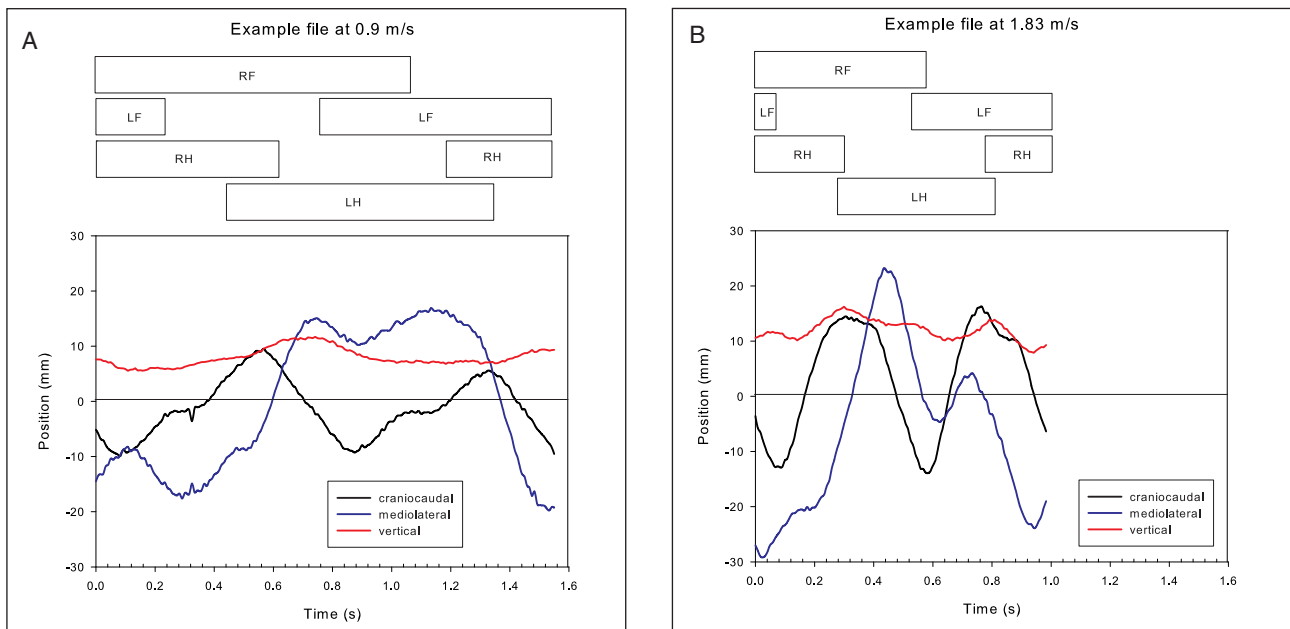 A
Example file at 0.9 m/s
RF
LF LF
RH RH
LH
30
20
10
0
-10
-20
-30
Position (mm)
craniocaudal
mediolateral
vertical
0.0 0.2 0.4 0.6 0.8 1.0 1.2 1.4 1.6
Time (s)
B
Example file at 1.83 m/s
RF
LF LF
RH RH
LH
30
20
10
0
-10
-20
-30
Position (mm)
craniocaudal
mediolateral
vertical
0.0 0.2 0.4 0.6 0.8 1.0 1.2 1.4 1.6
Time (s)